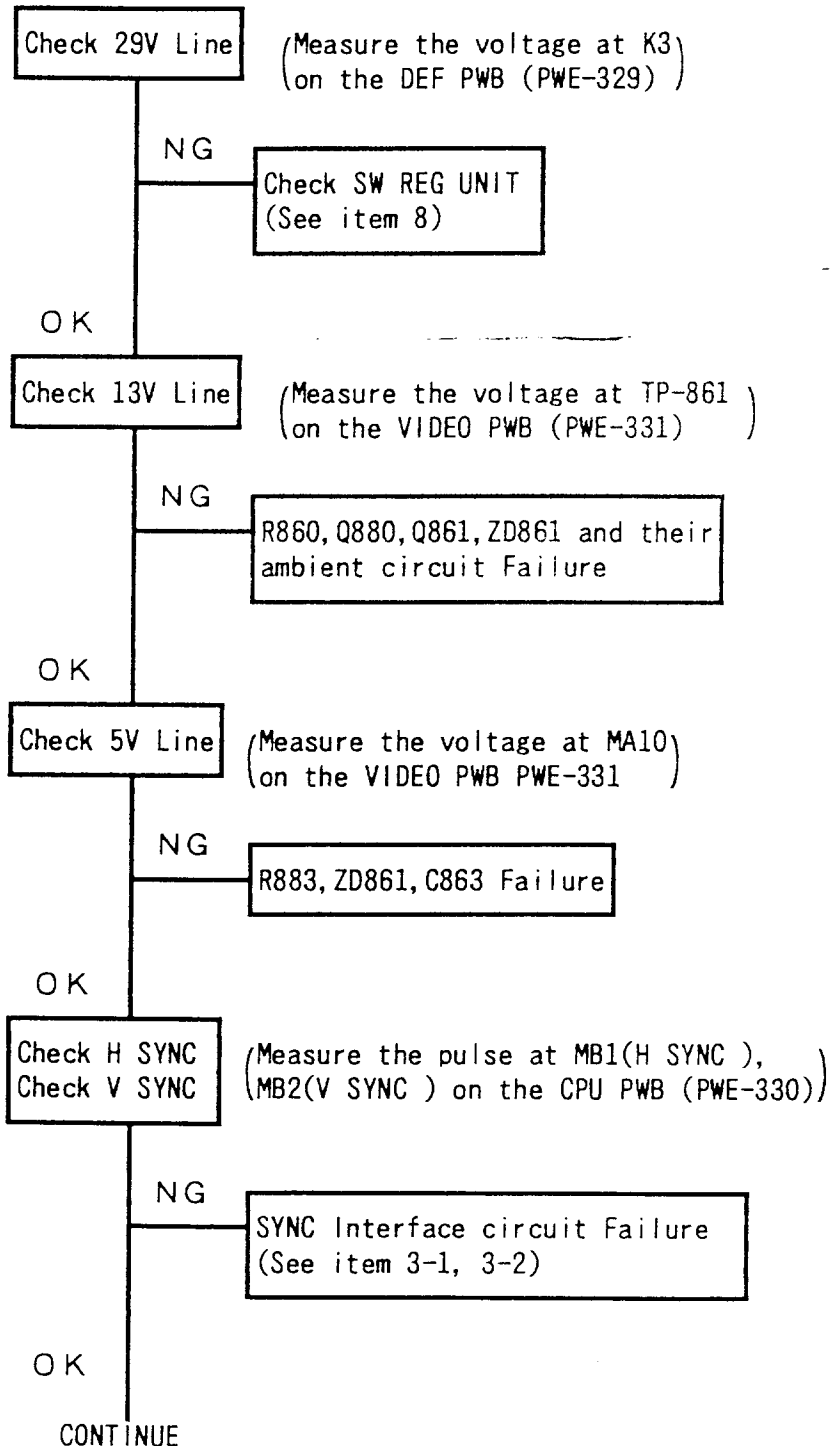 Check 29V Line
(Measure the voltage at K3
on the DEF PWB (PWE-329) )
NG
Check SW REG UNIT
(See item 8)
OK
Check 13V Line
(Measure the voltage at TP-861
on the VIDEO PWB (PWE-331) )
NG
R860, Q880, Q861, ZD861 and their
ambient circuit Failure
OK
Check 5V Line
(Measure the voltage at MA10
on the VIDEO PWB PWE-331 )
NG
R883, ZD861, C863 Failure
OK
Check H SYNC
Check V SYNC
(Measure the pulse at MB1(H SYNC ),
MB2(V SYNC ) on the CPU PWB (PWE-330))
NG
SYNC Interface circuit Failure
(See item 3-1, 3-2)
OK
CONTINUE